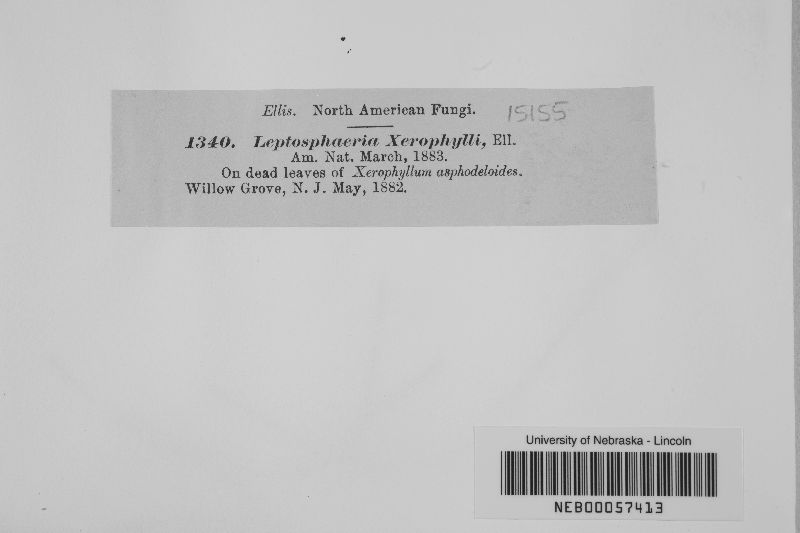 Ellis. North American Fungi. 15155
1340. Leptosphaeria Xerophylli, Ell.
Am. Nat. March, 1883.
On dead leaves of Xerophyllum asphodeloides.
Willow Grove, N. J. May, 1882.
University of Nebraska - Lincoln
NEB00057413